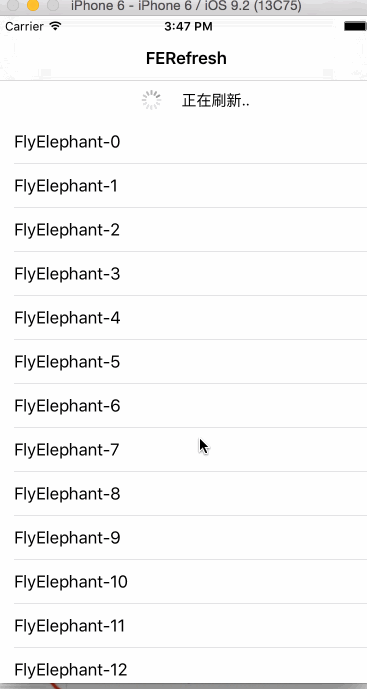 iPhone 6 - iPhone 6 / iOS 9.2 (13C75)
Carrier 3:47 PM
FERefresh
正在刷新..
FlyElephant-0
FlyElephant-1
FlyElephant-2
FlyElephant-3
FlyElephant-4
FlyElephant-5
FlyElephant-6
FlyElephant-7
FlyElephant-8
FlyElephant-9
FlyElephant-10
FlyElephant-11
FlyElephant-12